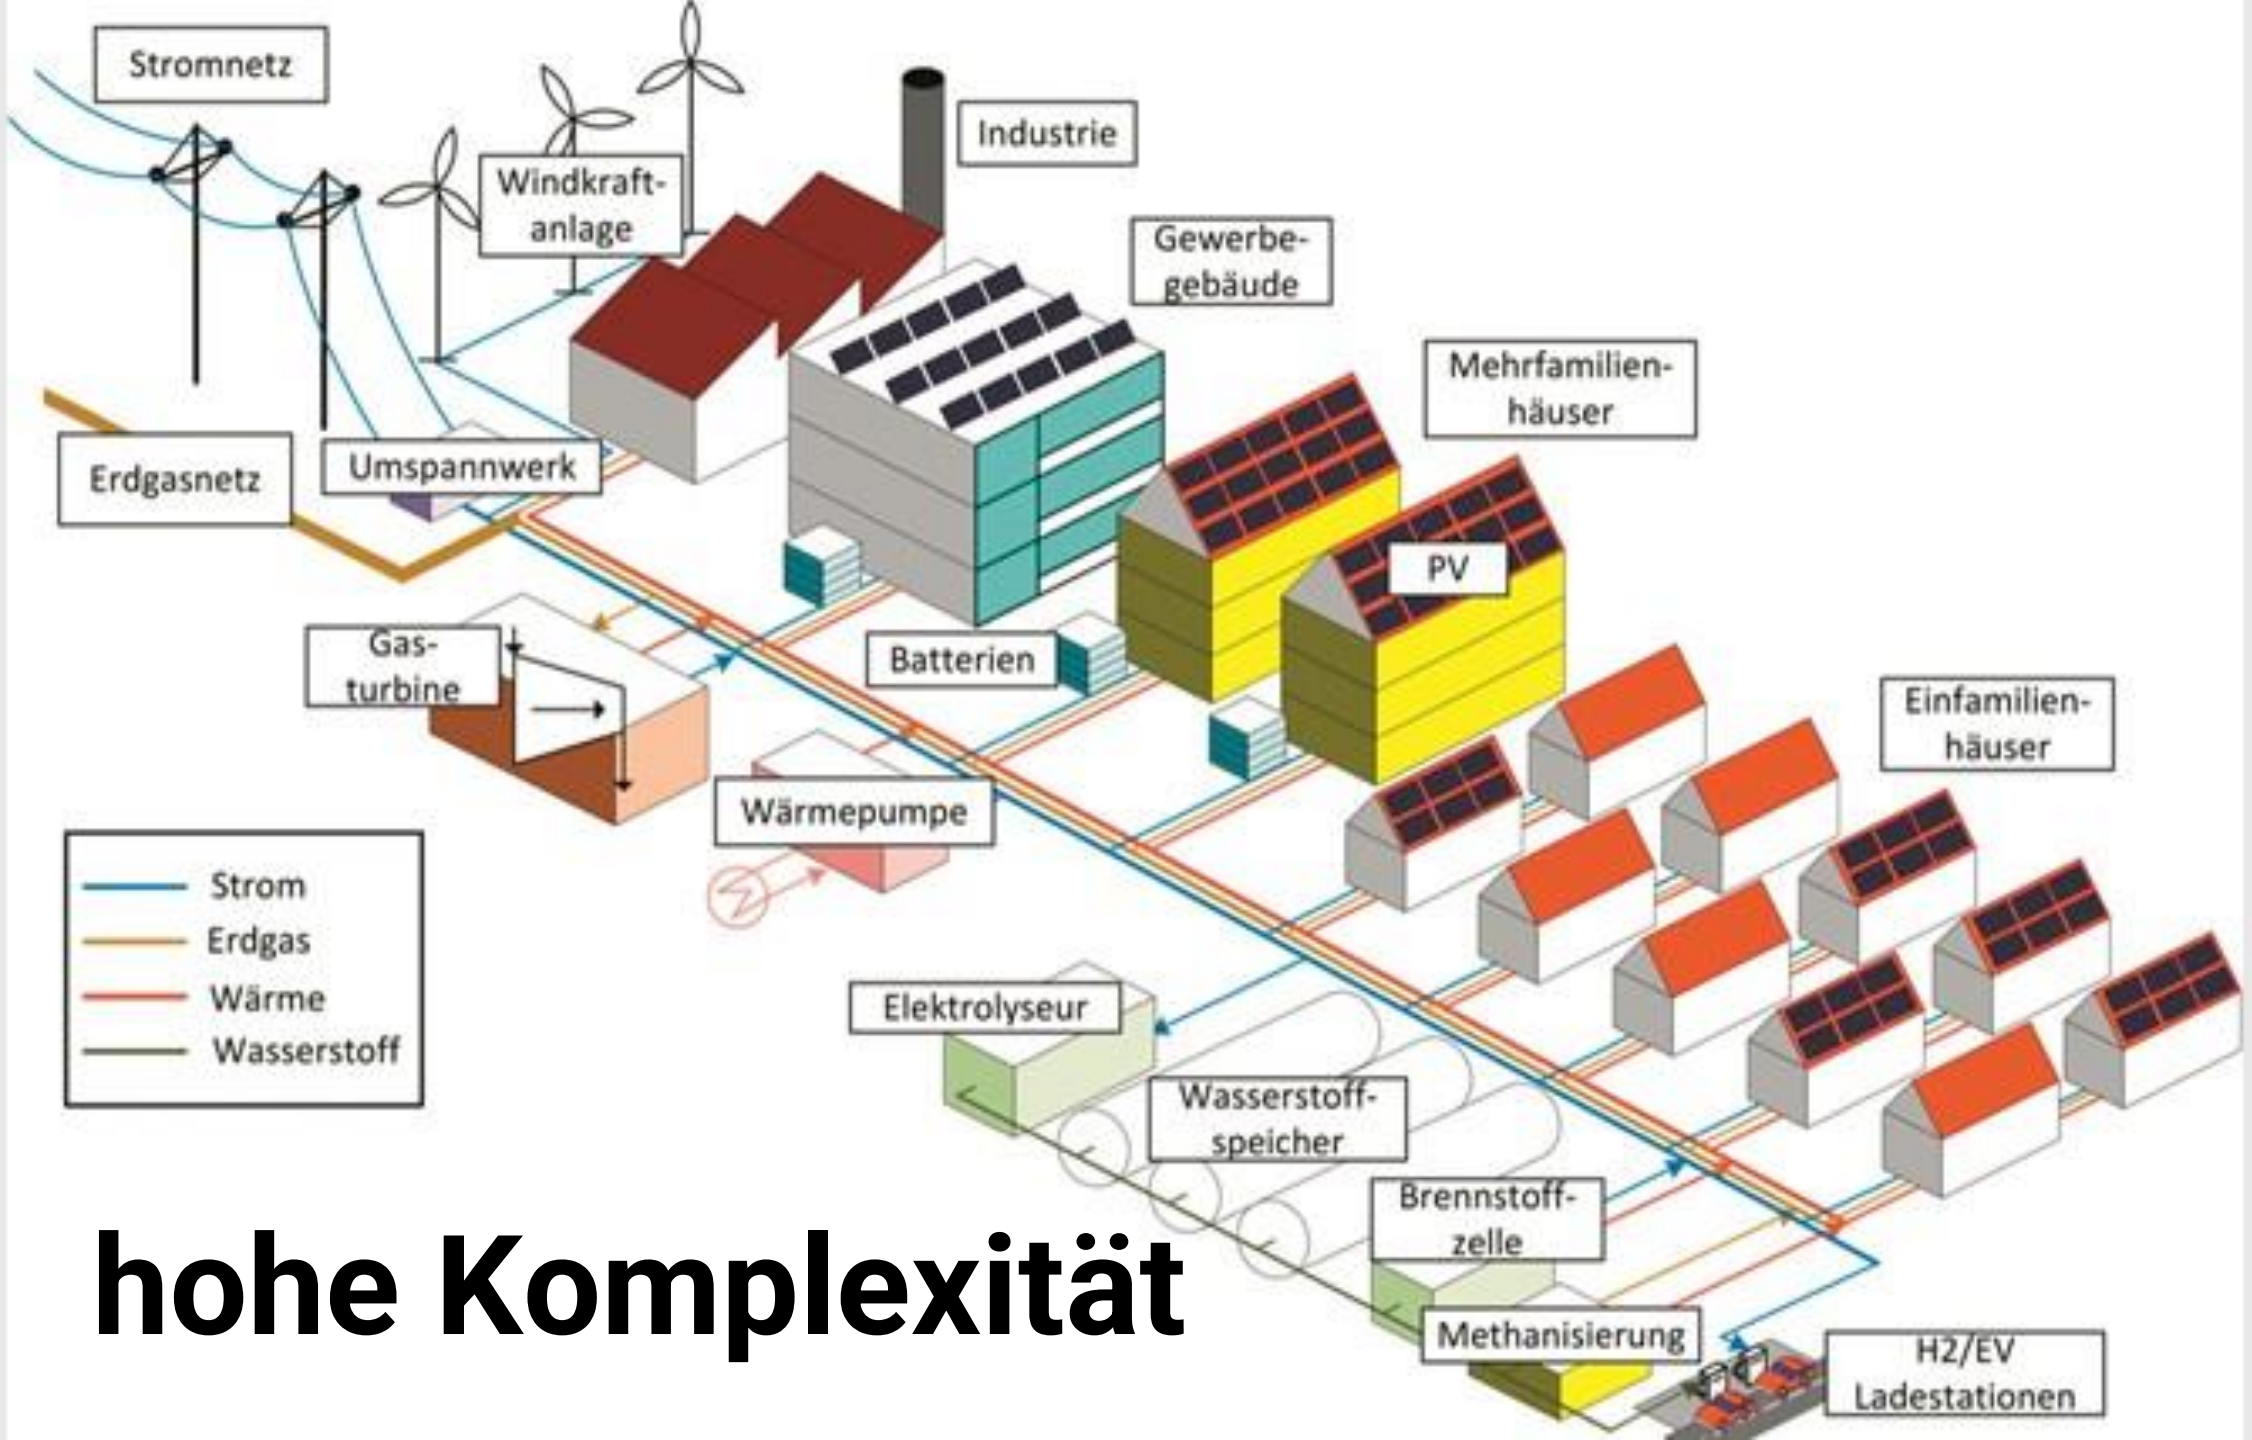 Stromnetz
Windkraft-
anlage
Industrie
Gewerbe-
gebäude
Mehrfamilien-
häuser
Erdgasnetz
Umspannwerk
PV
Gas-
turbine
Batterien
Einfamilien-
häuser
Wärmepumpe
Strom
Erdgas
Wärme
Wasserstoff
Elektrolyseur
Wasserstoff-
speicher
Brennstoff-
zelle
hohe Komplexität
Methanisierung
H2/EV
Ladestationen